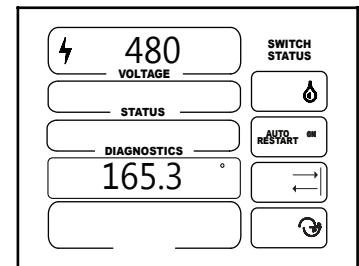 480
VOLTAGE
SWITCH
STATUS
STATUS
AUTO ON
RESTART
DIAGNOSTICS
165.3 °